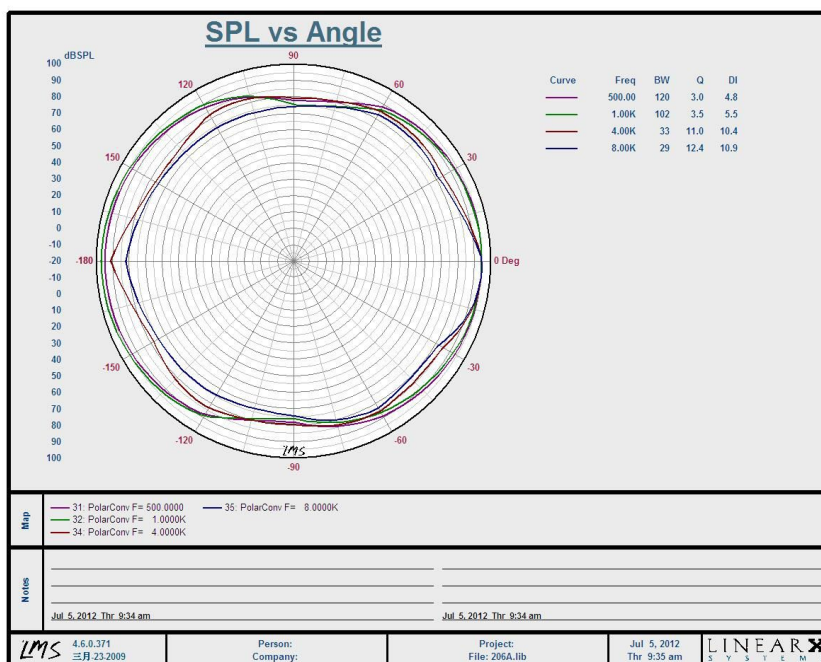 SPL vs Angle
dBSPL
100
90
80
70
60
50
40
30
20
10
0
-10
-20
-10
0
10
20
30
40
50
60
70
80
90
100
90
60
30
0 Deg
-30
-60
-90
-120
-150
-180
150
120
LMS
Curve Freq BW Q DI
500.00 120 3.0 4.8
1.00K 102 3.5 5.5
4.00K 33 11.0 10.4
8.00K 29 12.4 10.9
Map
31: PolarConv F= 500.0000 35: PolarConv F= 8.0000K
32: PolarConv F= 1.0000K
34: PolarConv F= 4.0000K
Notes
Jul 5, 2012 Thr 9:34 am Jul 5, 2012 Thr 9:34 am
LMS
4.6.0.371
三月-23-2009
Person:
Company:
Project:
File: 206A.lib
Jul 5, 2012
Thr 9:35 am
LINEARX
SYSTEMS